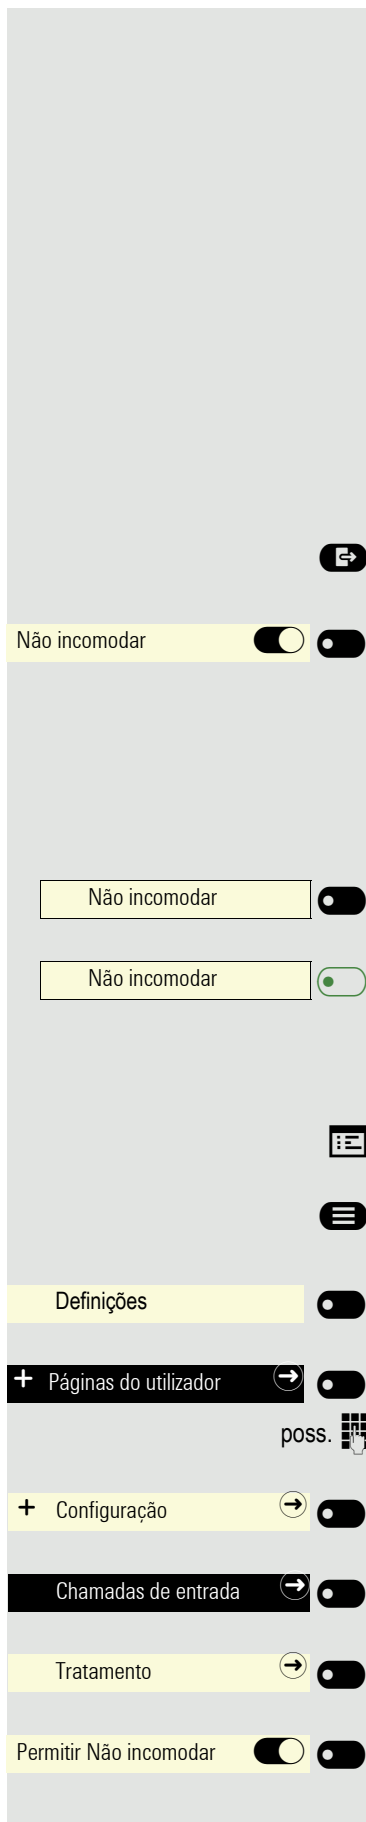 Não incomodar
Não incomodar
Não incomodar
Definições
+ Páginas do utilizador
poss.
+ Configuração
Chamadas de entrada
Tratamento
Permitir Não incomodar